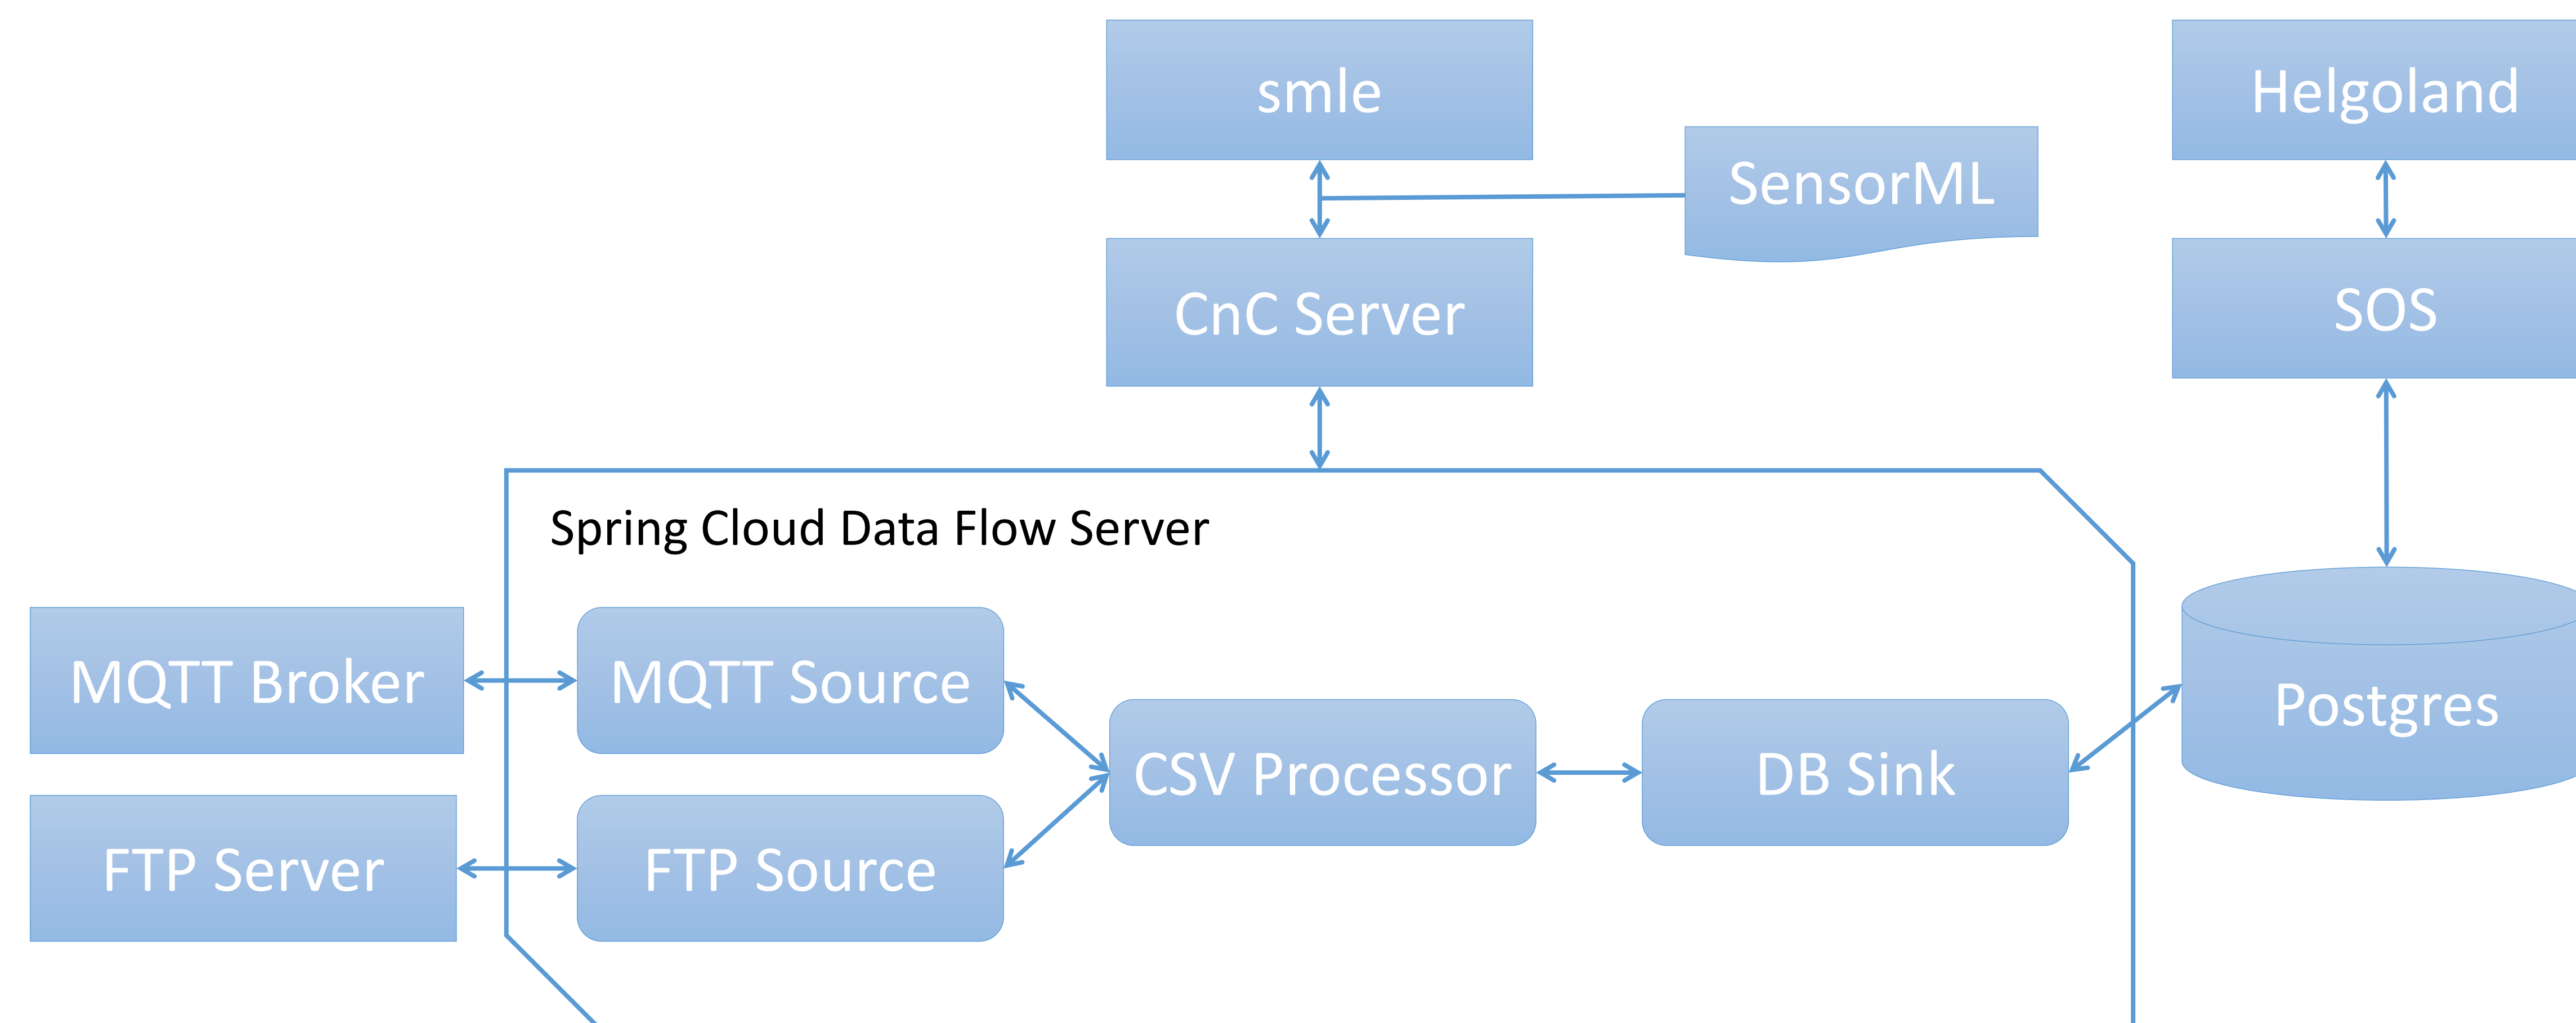 smle
Helgoland
SensorML
CnC Server
SOS
Spring Cloud Data Flow Server
MQTT Broker
MQTT Source
Postgres
CSV Processor
DB Sink
FTP Server
FTP Source